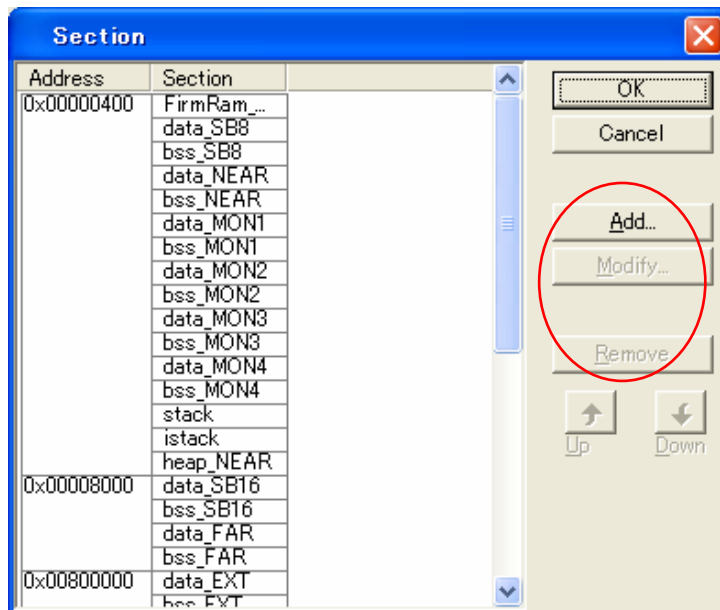 Section
Address Section
0x00000400 FirmRam_...
data_SB8
bss_SB8
data_NEAR
bss_NEAR
data_MON1
bss_MON1
data_MON2
bss_MON2
data_MON3
bss_MON3
data_MON4
bss_MON4
stack
istack
heap_NEAR
0x00008000 data_SB16
bss_SB16
data_FAR
bss_FAR
0x00800000 data_EXT
bss_EXT
OK
Cancel
Add...
Modify...
Remove
Up Down